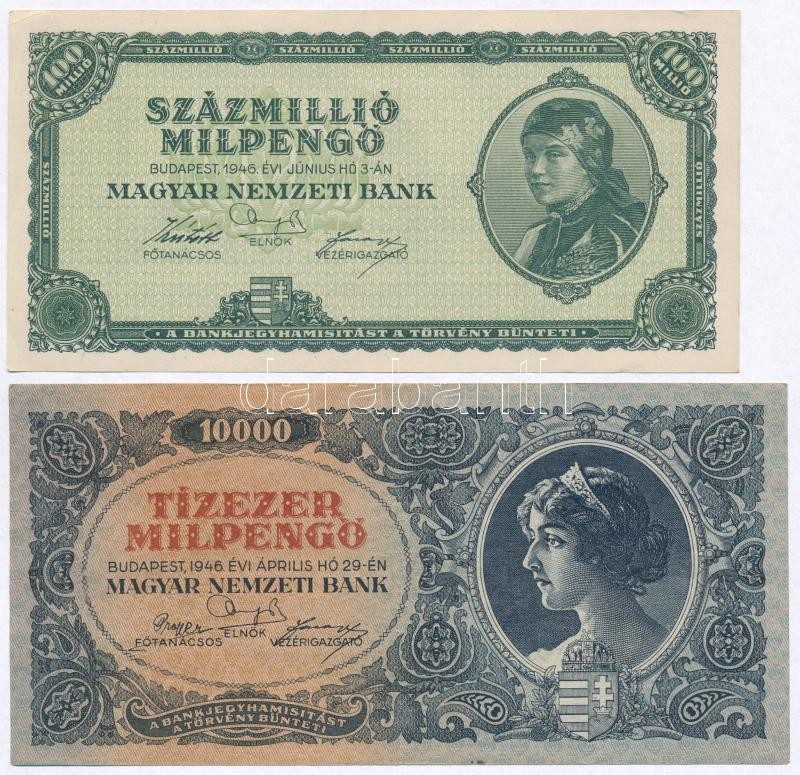 SZÁZMILLIÓ SZÁZMILLIÓ SZÁZMILLIÓ
100 MILLIÓ
100 MILLIÓ
SZÁZMILLIÓ
MILPENGŐ
BUDAPEST, 1946. ÉVI JÚNIUS HÓ 3-ÁN
MAGYAR NEMZETI BANK
ELNÖK
FŐTANÁCSOS VEZÉRIGAZGATÓ
SZÁZMILLIÓ
SZÁZMILLIÓ
A BANKJEGYHAMISITÁST A TÖRVÉNY BÜNTETI
darabanth
10000
TÍZEZER
MILPENGŐ
BUDAPEST, 1946. ÉVI ÁPRILIS HÓ 29-ÉN
MAGYAR NEMZETI BANK
ELNÖK
FŐTANÁCSOS VEZÉRIGAZGATÓ
A BANKJEGYHAMISITÁST
A TÖRVÉNY BÜNTETI